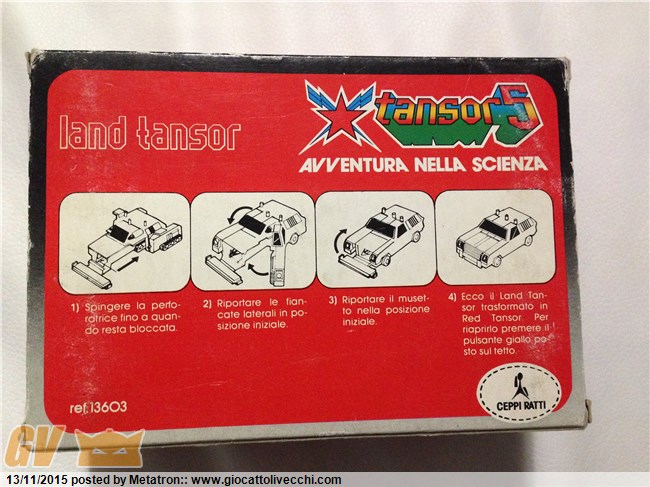 land tansor
tansor 5
AVVENTURA NELLA SCIENZA
1) Spingere la perfo-
ratrice fino a quan-
do resta bloccata.
2) Riportare le fian-
cate laterali in po-
sizione iniziale.
3) Riportare il muset-
to nella posizione
iniziale.
4) Ecco il Land Tan-
sor trasformato in
Red Tansor. Per
riaprirlo premere il
pulsante giallo po-
sto sul tetto.
ref.13603
CEPPI RATTI
GV
13/11/2015 posted by Metatron:: www.giocattolivecchi.com